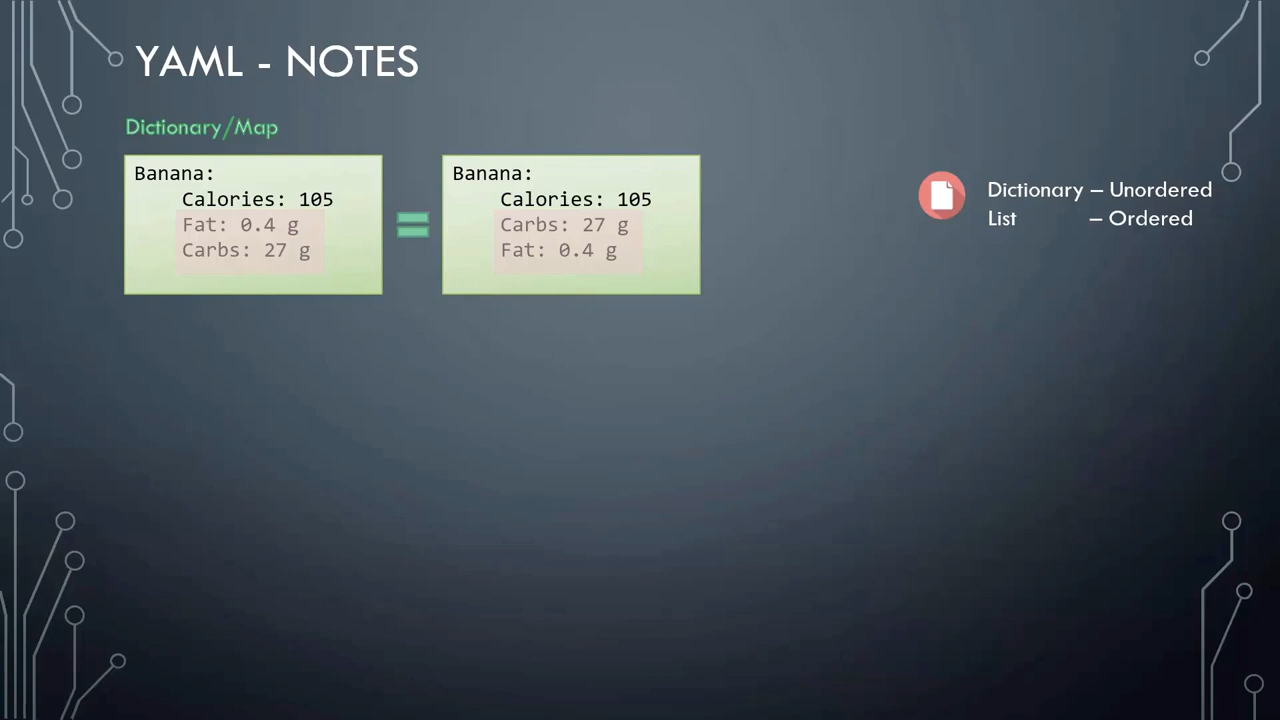 YAML - NOTES
Dictionary/Map
Banana:
Calories: 105
Fat: 0.4 g
Carbs: 27 g
Banana:
Calories: 105
Carbs: 27 g
Fat: 0.4 g
Dictionary – Unordered
List – Ordered